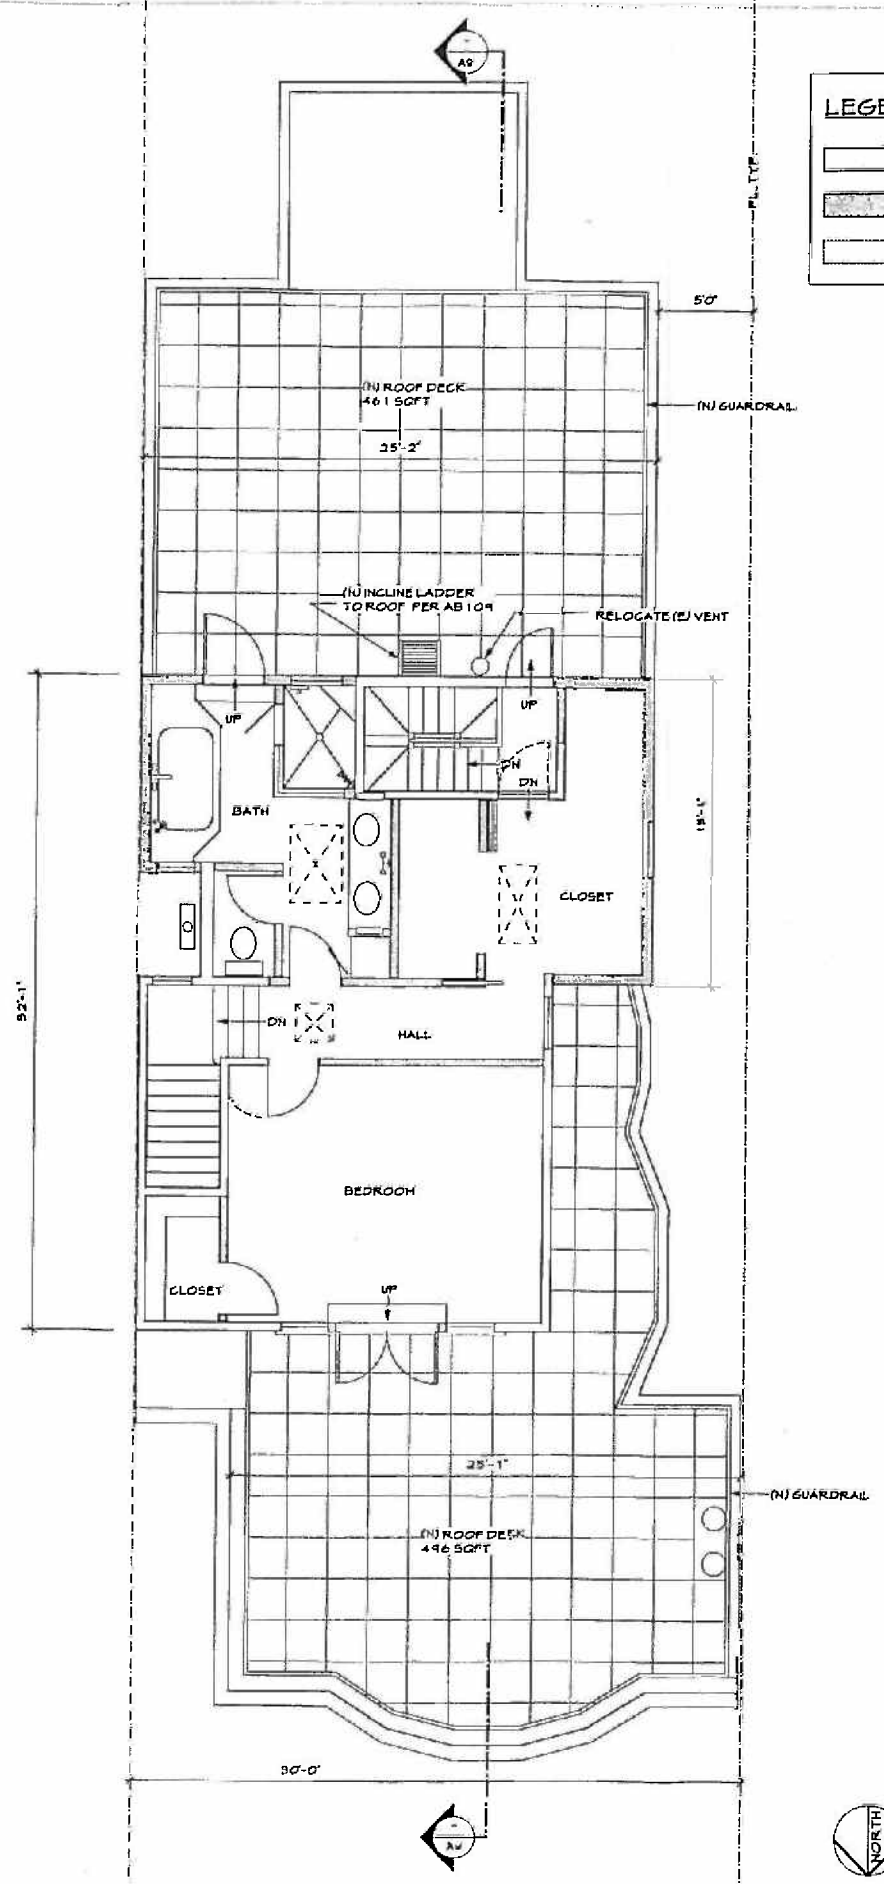 A9
LEGE
PL. TYP.
5'0"
(N) ROOF DECK
461 SQFT
(N) GUARDRAIL
25'-2"
(N) INCLINE LADDER
TO ROOF PER AB109
RELOCATE (E) VENT
UP
UP
DN
DN
BATH
15'-1"
CLOSET
32'-1"
DN
HALL
BEDROOM
CLOSET
UP
25'-1"
(N) GUARDRAIL
(N) ROOF DECK
496 SQFT
30'-0"
A9
NORTH